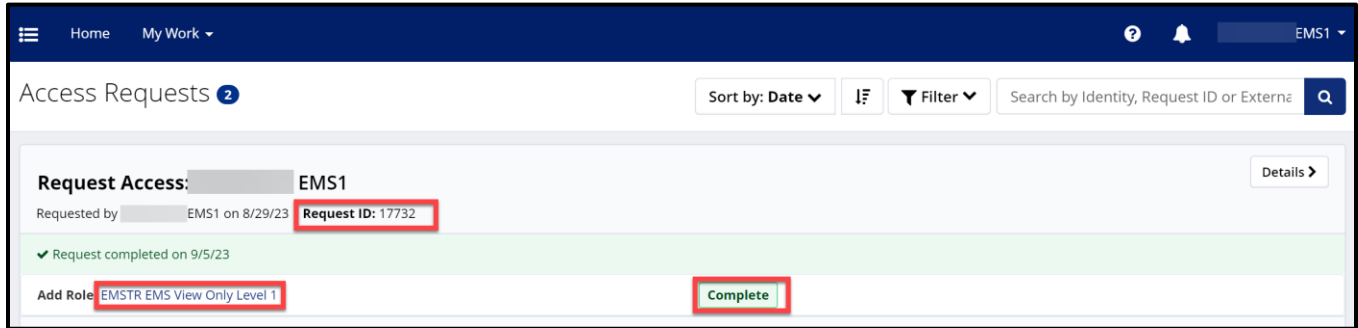 Home My Work EMS1
Access Requests 2 Sort by: Date Filter Search by Identity, Request ID or Externa
Request Access: EMS1 Details
Requested by EMS1 on 8/29/23 Request ID: 17732
Request completed on 9/5/23
Add Role EMSTR EMS View Only Level 1 Complete